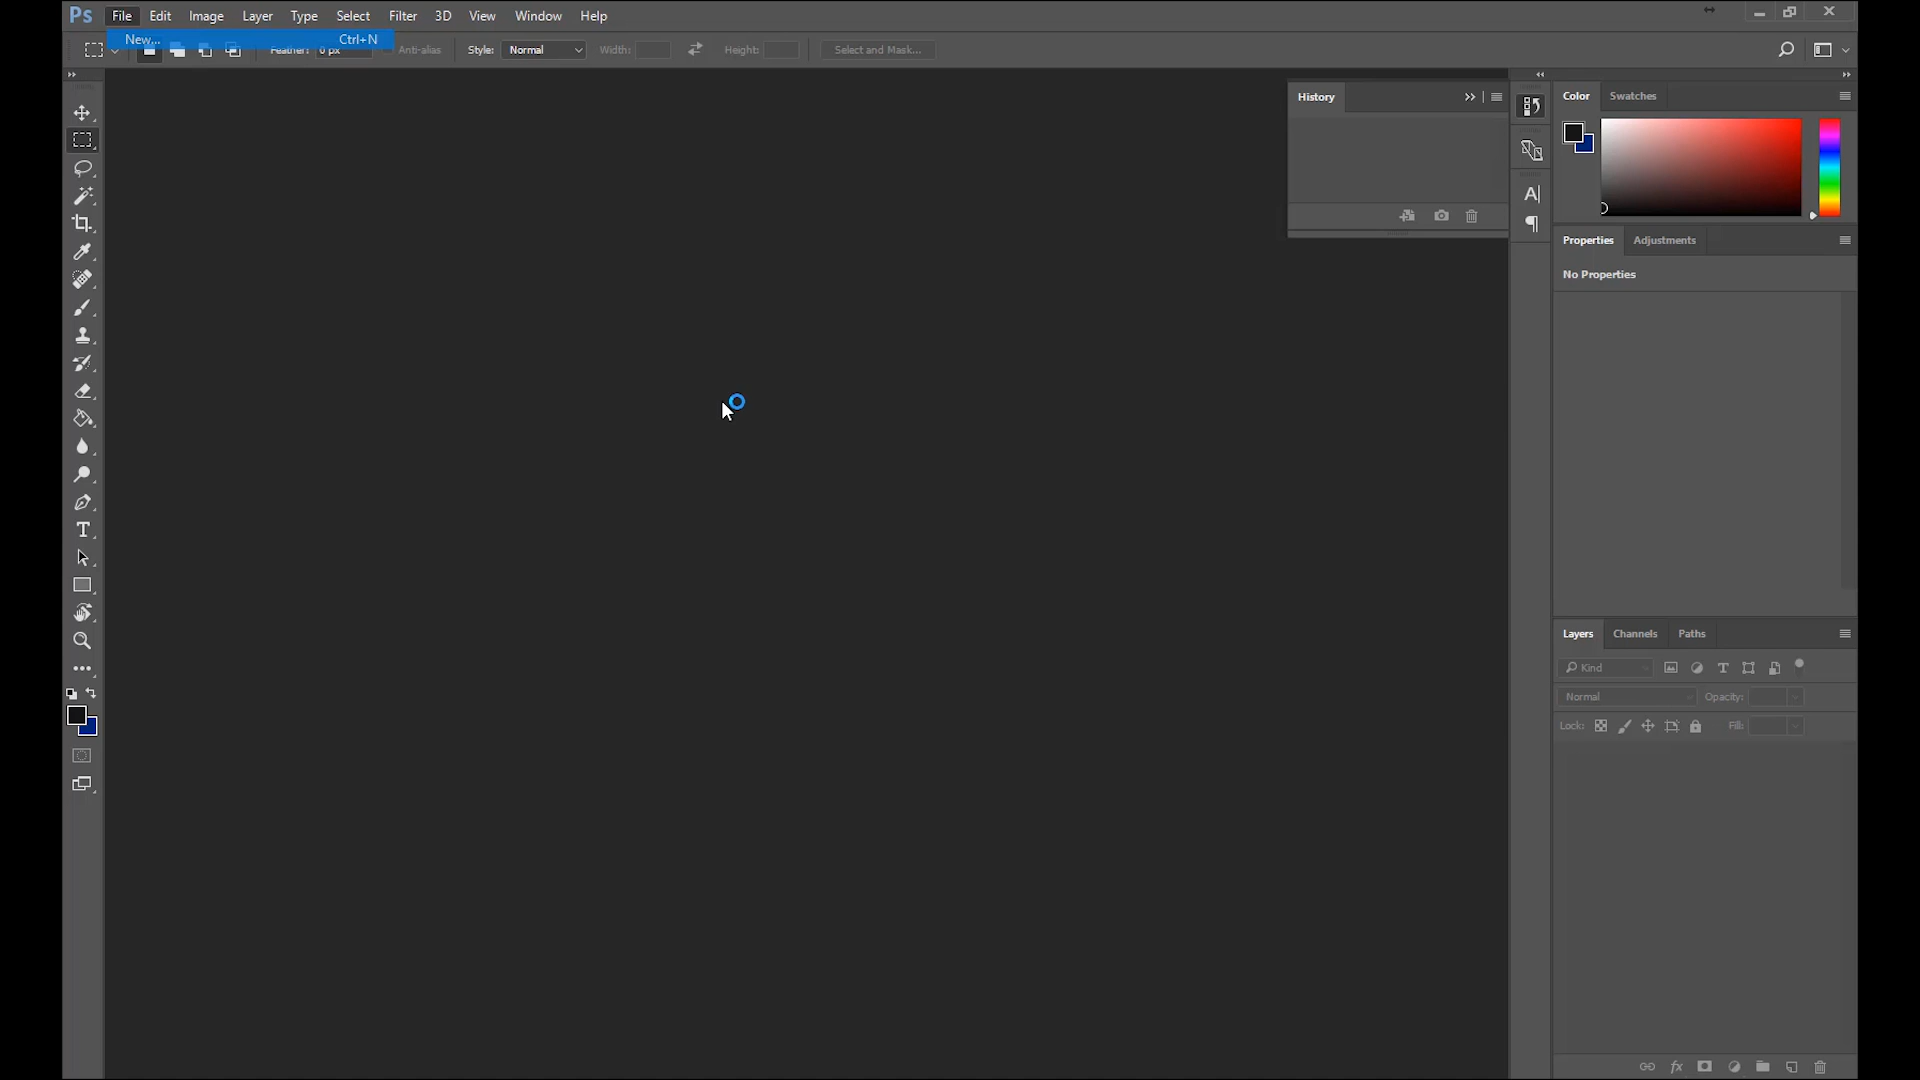 Ps File Edit Image Layer Type Select Filter 3D View Window Help
New... Ctrl+N
Feather: 0 px Anti-alias Style: Normal Width: Height: Select and Mask...
History
Color Swatches
Properties Adjustments
No Properties
Layers Channels Paths
Kind
Normal Opacity:
Lock: Fill: